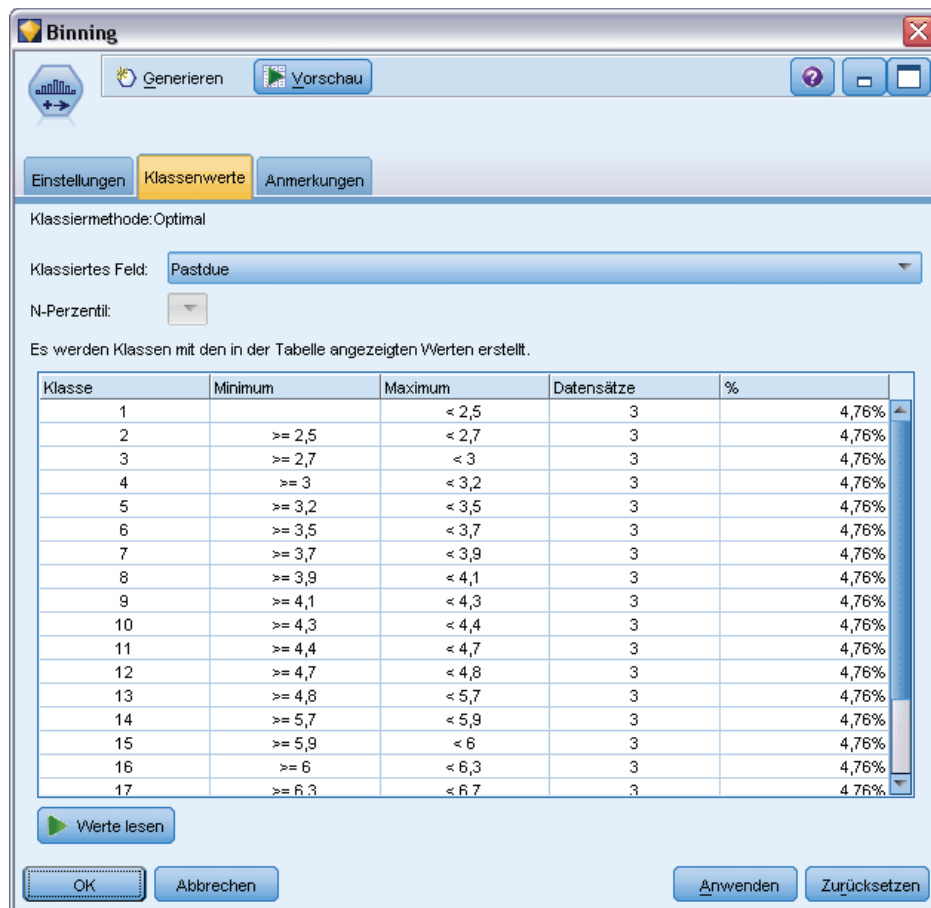 Binning
Generieren Vorschau
Einstellungen Klassenwerte Anmerkungen
Klassiermethode:Optimal
Klassiertes Feld: Pastdue
N-Perzentil:
Es werden Klassen mit den in der Tabelle angezeigten Werten erstellt.
Klasse Minimum Maximum Datensätze %
1 < 2,5 3 4,76%
2 >= 2,5 < 2,7 3 4,76%
3 >= 2,7 < 3 3 4,76%
4 >= 3 < 3,2 3 4,76%
5 >= 3,2 < 3,5 3 4,76%
6 >= 3,5 < 3,7 3 4,76%
7 >= 3,7 < 3,9 3 4,76%
8 >= 3,9 < 4,1 3 4,76%
9 >= 4,1 < 4,3 3 4,76%
10 >= 4,3 < 4,4 3 4,76%
11 >= 4,4 < 4,7 3 4,76%
12 >= 4,7 < 4,8 3 4,76%
13 >= 4,8 < 5,7 3 4,76%
14 >= 5,7 < 5,9 3 4,76%
15 >= 5,9 < 6 3 4,76%
16 >= 6 < 6,3 3 4,76%
17 >= 6,3 < 6,7 3 4,76%
Werte lesen
OK Abbrechen Anwenden Zurücksetzen